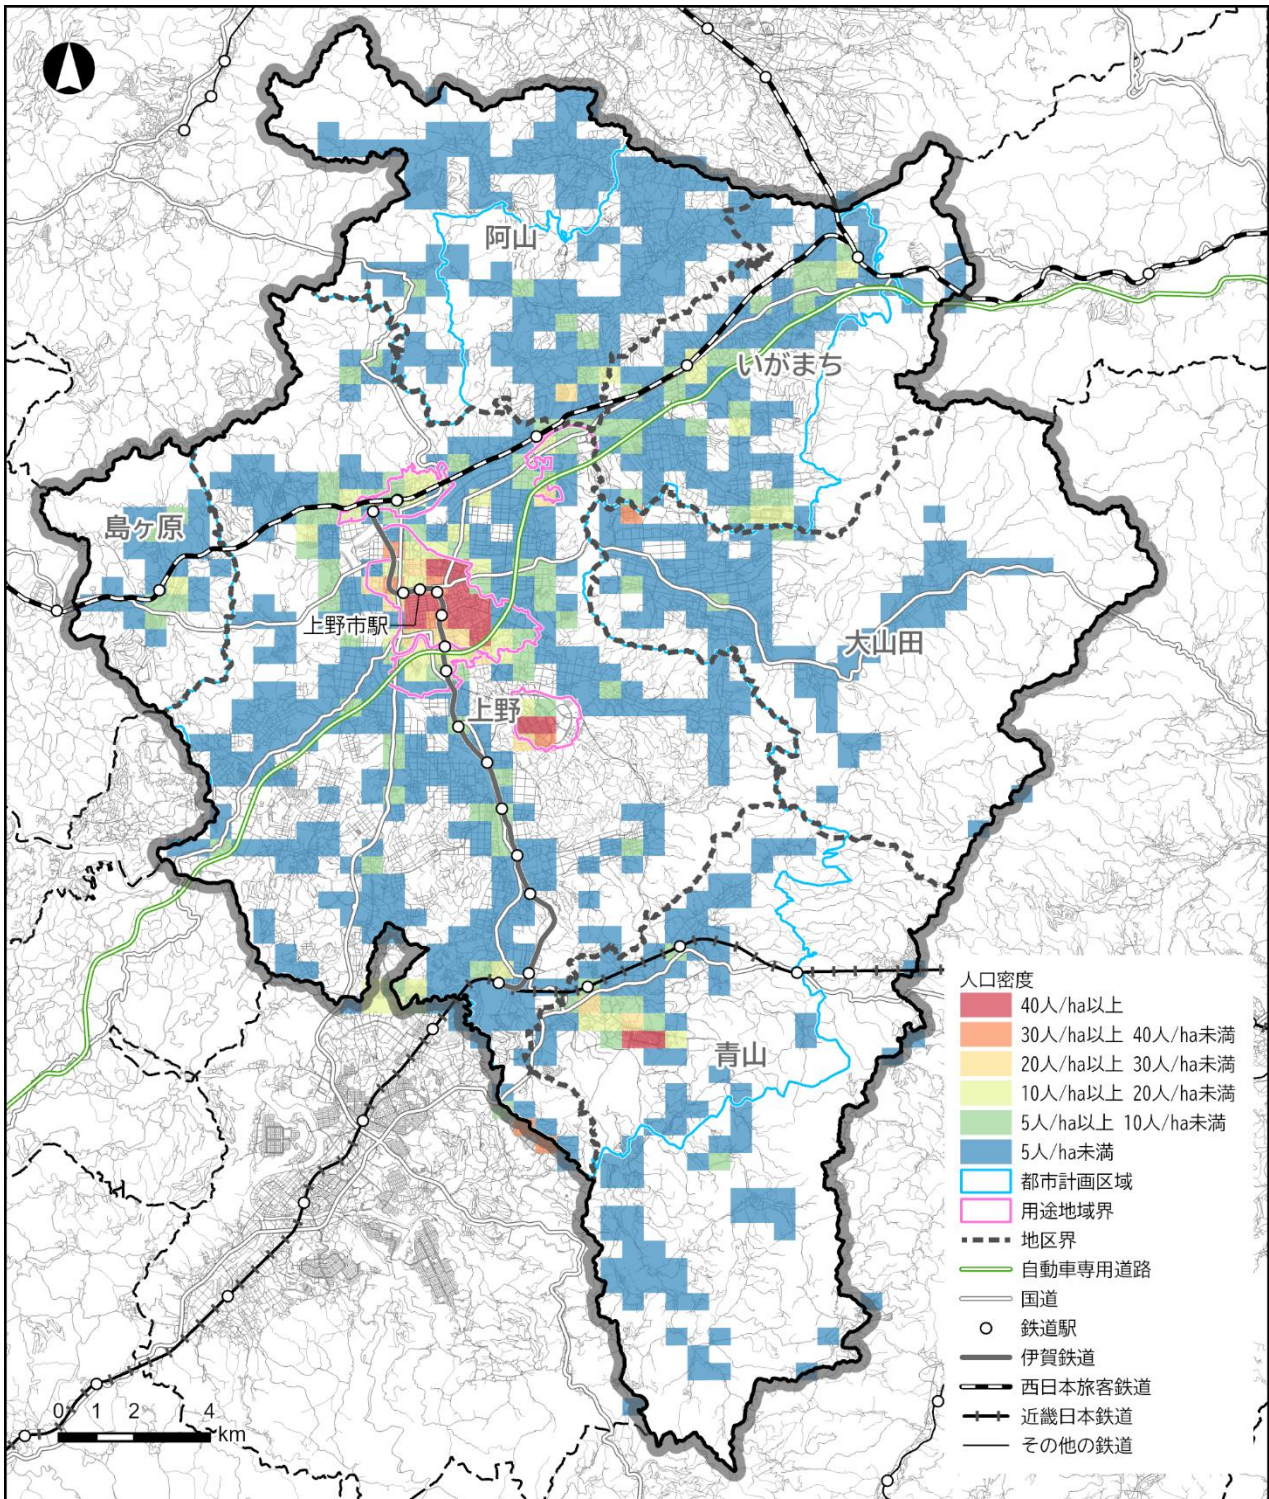 阿山
いがまち
島ヶ原
大山田
上野市駅
上野
青山
人口密度
40人/ha以上
30人/ha以上 40人/ha未満
20人/ha以上 30人/ha未満
10人/ha以上 20人/ha未満
5人/ha以上 10人/ha未満
5人/ha未満
都市計画区域
用途地域界
地区界
自動車専用道路
国道
鉄道駅
伊賀鉄道
西日本旅客鉄道
近畿日本鉄道
その他の鉄道
0 1 2 4
km